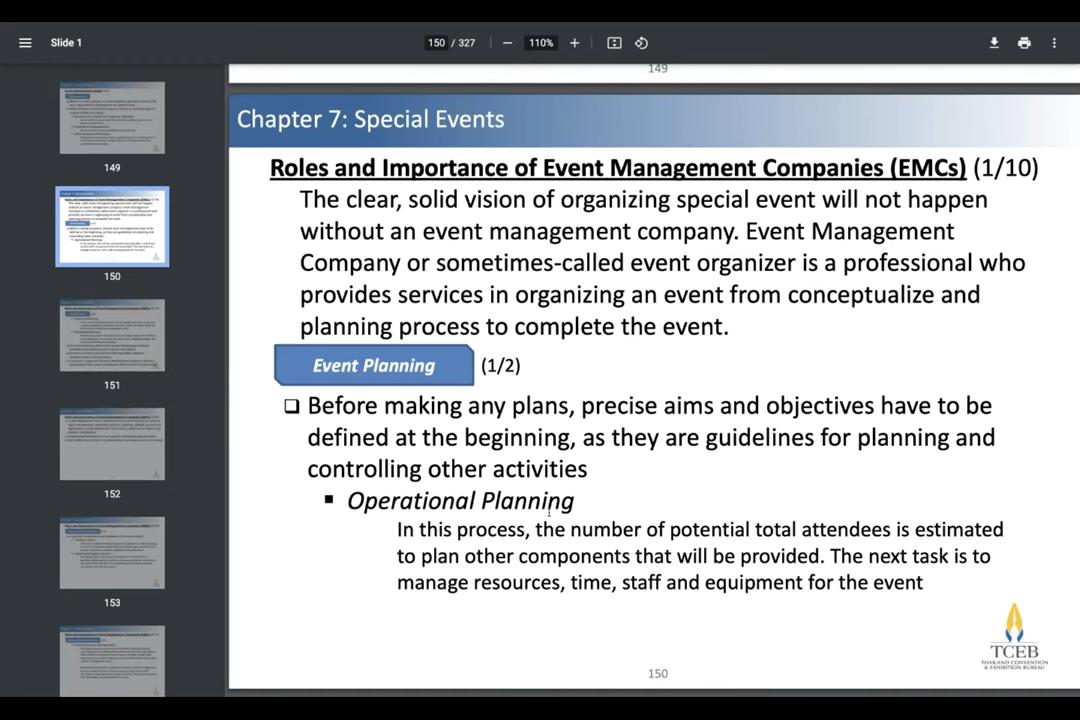 Slide 1
150 / 327
110%
149
150
151
152
153
149
Chapter 7: Special Events
Roles and Importance of Event Management Companies (EMCs) (1/10)
The clear, solid vision of organizing special event will not happen
without an event management company. Event Management
Company or sometimes-called event organizer is a professional who
provides services in organizing an event from conceptualize and
planning process to complete the event.
Event Planning (1/2)
Before making any plans, precise aims and objectives have to be
defined at the beginning, as they are guidelines for planning and
controlling other activities
Operational Planning
In this process, the number of potential total attendees is estimated
to plan other components that will be provided. The next task is to
manage resources, time, staff and equipment for the event
TCEB
THAILAND CONVENTION
& EXHIBITION BUREAU
150